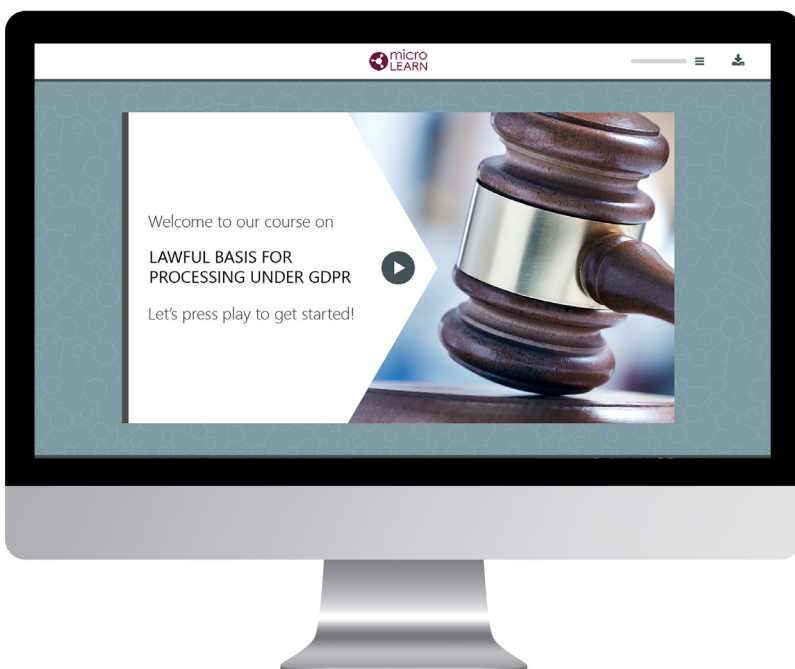 micro
LEARN
Welcome to our course on
LAWFUL BASIS FOR
PROCESSING UNDER GDPR
Let's press play to get started!